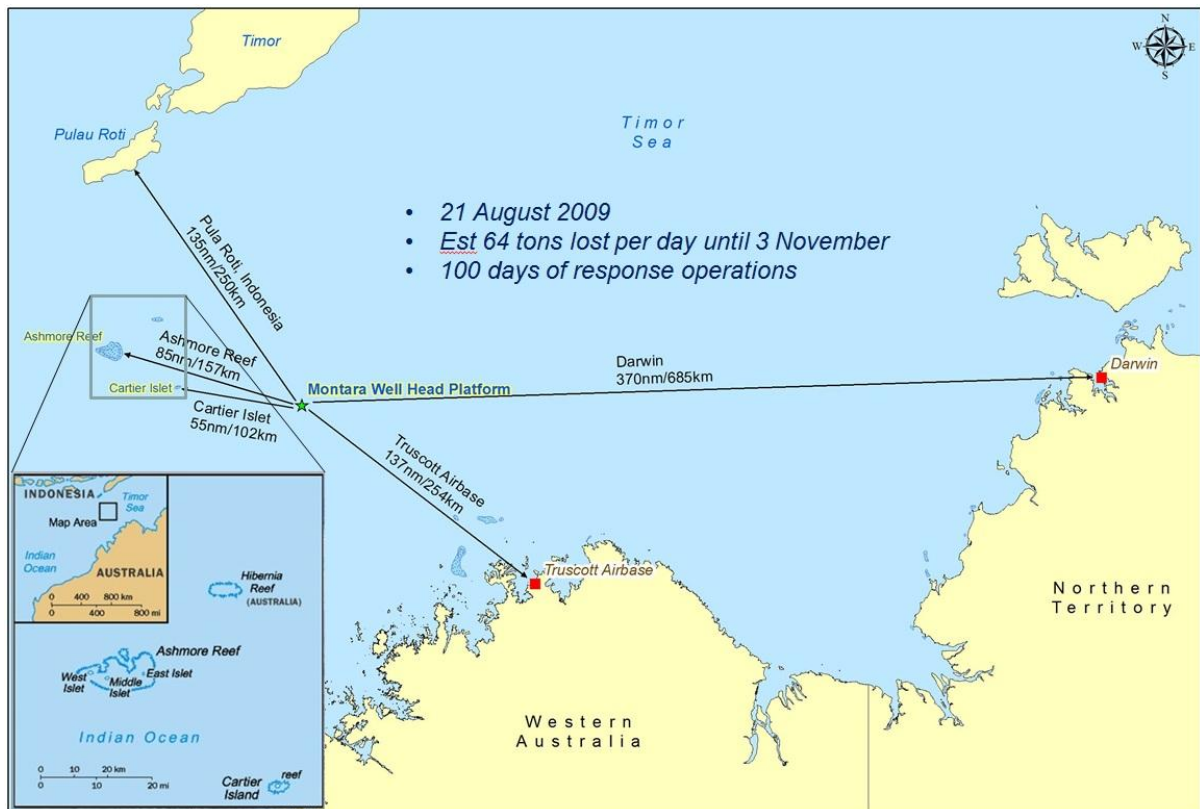 N
W E
S
Timor
Pulau Roti
Timor
Sea
• 21 August 2009
• Est 64 tons lost per day until 3 November
• 100 days of response operations
Pula Roti, Indonesia
135nm/250km
Ashmore Reef
Ashmore Reef
85nm/157km
Cartier Islet
Cartier Islet
55nm/102km
Montara Well Head Platform
Darwin
370nm/685km
Darwin
Truscott Airbase
137nm/254km
Truscott Airbase
Northern
Territory
Western
Australia
INDONESIA
Timor
Sea
Map Area
Indian
Ocean
AUSTRALIA
0 400 800 km
0 400 800 mi
Hibernia
Reef
(AUSTRALIA)
Ashmore Reef
West
Islet
Middle
Islet
East Islet
Indian Ocean
0 10 20 km
0 10 20 mi
Cartier
Island
reef